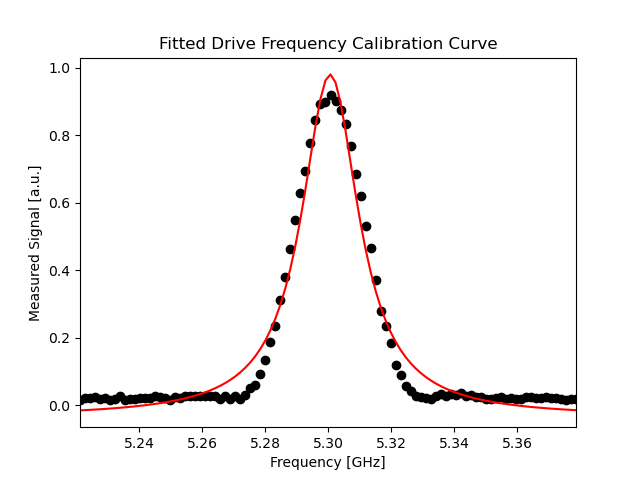 Fitted Drive Frequency Calibration Curve
Measured Signal [a.u.]
1.0
0.8
0.6
0.4
0.2
0.0
5.24 5.26 5.28 5.30 5.32 5.34 5.36
Frequency [GHz]